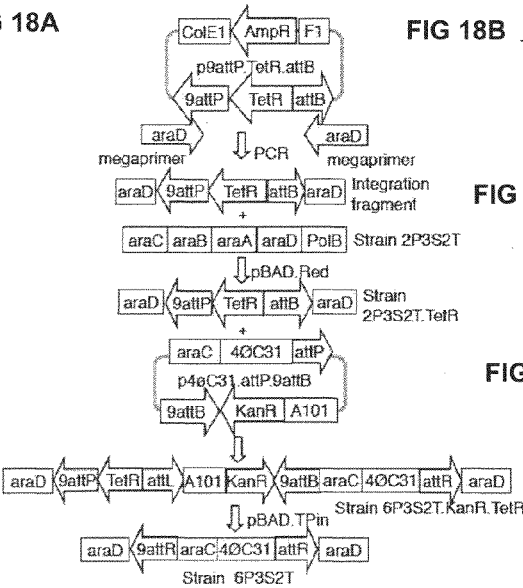 G 18A
FIG 18B
ColE1 AmpR F1
p9attP.TetR.attB
9attP TetR attB
araD araD
megaprimer PCR megaprimer
araD 9attP TetR attB araD Integration fragment
FIG
+
araC araB araA araD PolB Strain 2P3S2T
pBAD.Red
araD 9attP TetR attB araD Strain 2P3S2T.TetR
+
araC 4ØC31 attP
p4øC31.attP.9attB
FIG
9attB KanR A101
araD 9attP TetR attL A101 KanR 9attB araC 4ØC31 attR araD
Strain 6P3S2T.KanR.TetR
pBAD.TPin
araD 9attR araC 4ØC31 attR araD
Strain 6P3S2T